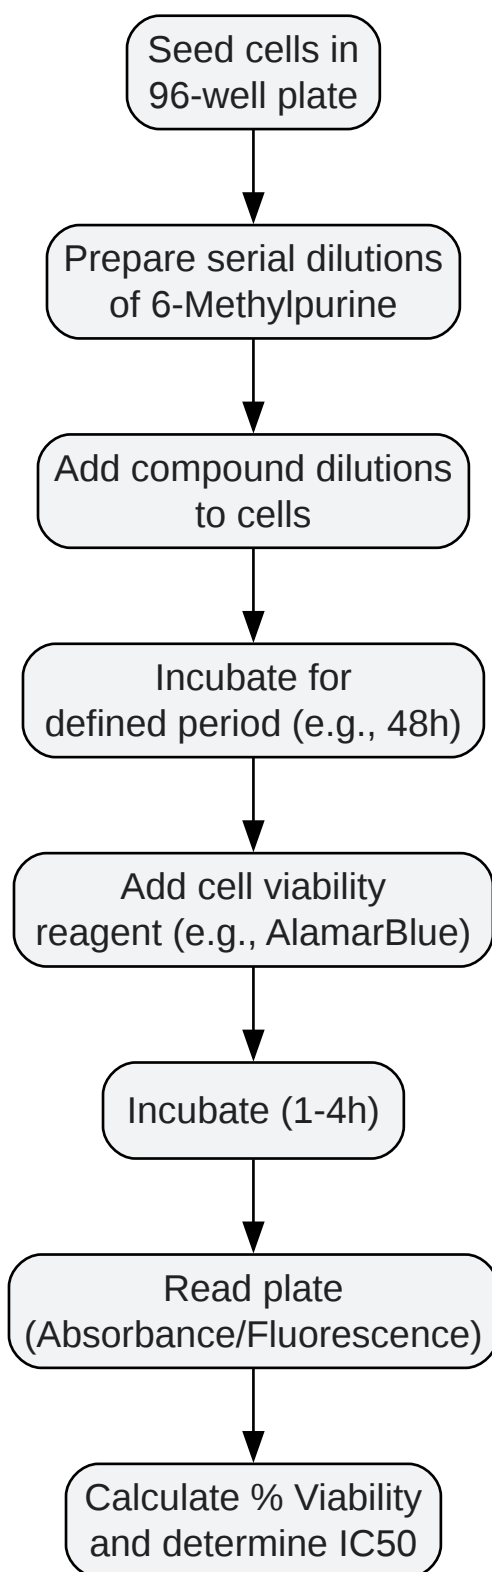 Seed cells in
96-well plate
Prepare serial dilutions
of 6-Methylpurine
Add compound dilutions
to cells
Incubate for
defined period (e.g., 48h)
Add cell viability
reagent (e.g., AlamarBlue)
Incubate (1-4h)
Read plate
(Absorbance/Fluorescence)
Calculate % Viability
and determine IC50